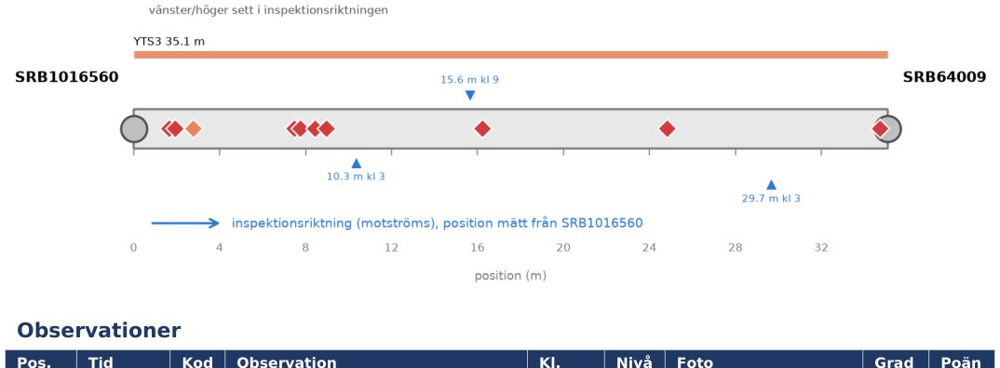 vänster/höger sett i inspektionsriktningen
YTS3 35.1 m
SRB1016560
SRB64009
15.6 m kl 9
10.3 m kl 3
29.7 m kl 3
inspektionsriktning (motströms), position mätt från SRB1016560
0 4 8 12 16 20 24 28 32
position (m)
Observationer
Pos. Tid Kod Observation Kl. Nivå Foto Grad Poän